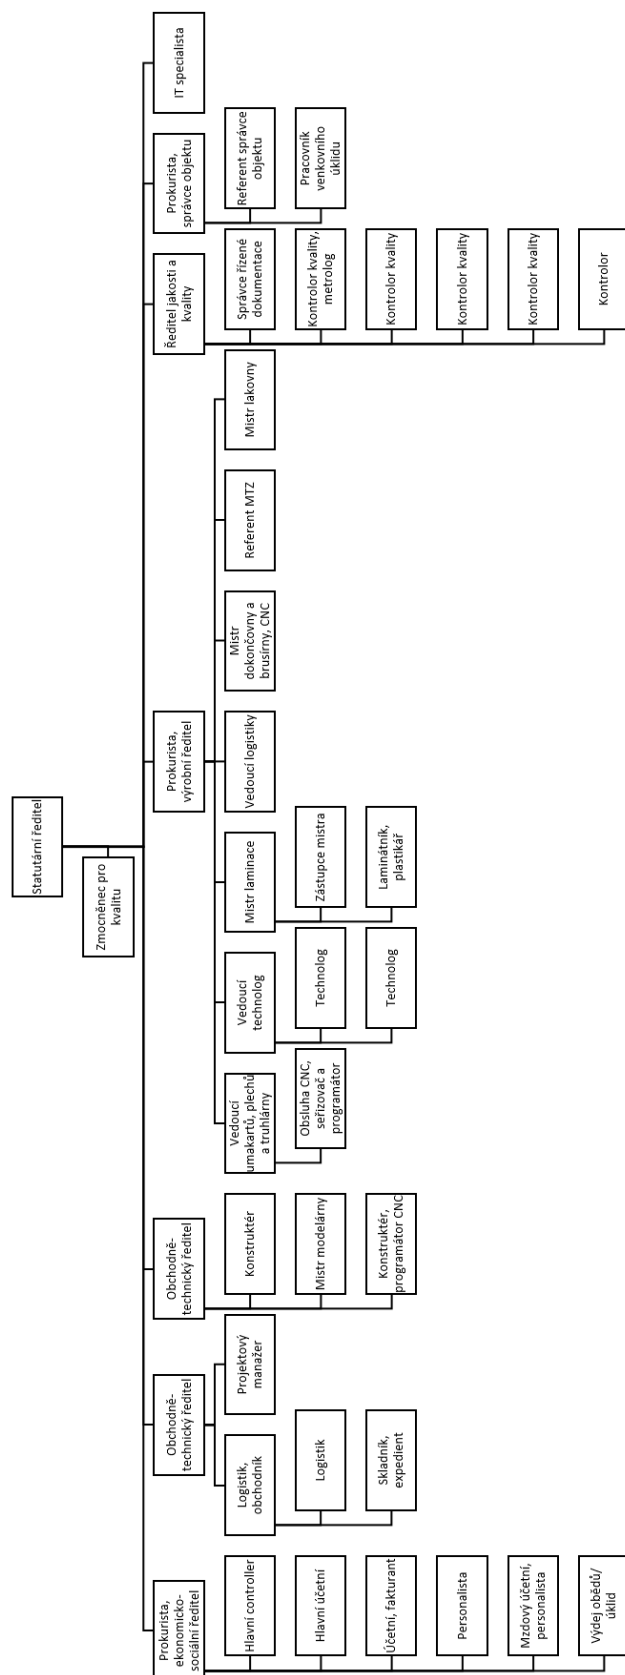 Statutární ředitel
Zmocněnec pro
kvalitu
Prokurista,
ekonomicko-
sociální ředitel
Hlavní controller
Hlavní účetní
Účetní, fakturant
Personalista
Mzdový účetní,
personalista
Výdej obědů/
úklid
Obchodně-
technický ředitel
Logistik,
obchodník
Logistik
Skladník,
expedient
Projektový
manažer
Obchodně-
technický ředitel
Konstruktér
Mistr modelárny
Konstruktér,
programátor CNC
Prokurista,
výrobní ředitel
Vedoucí
umakartů, plechů
a truhlárny
Obsluha CNC,
seřizovač a
programátor
Vedoucí
technolog
Technolog
Technolog
Mistr laminace
Zástupce mistra
Laminátník,
plastikář
Vedoucí logistiky
Mistr
dokončovny a
brusírny, CNC
Referent MTZ
Mistr lakovny
Ředitel jakosti a
kvality
Správce řízené
dokumentace
Kontrolor kvality,
metrolog
Kontrolor kvality
Kontrolor kvality
Kontrolor kvality
Kontrolor
Prokurista,
správce objektu
Referent správce
objektu
Pracovník
venkovního
úklidu
IT specialista